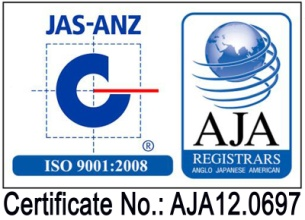 JAS-ANZ
®
ISO 9001:2008
AJA
REGISTRARS
ANGLO JAPANESE AMERICAN
Certificate No.: AJA12.0697